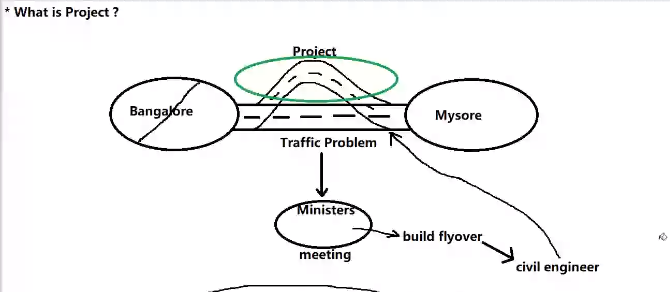 * What is Project ?
Project
Bangalore
Mysore
Traffic Problem
Ministers
build flyover
meeting
civil engineer